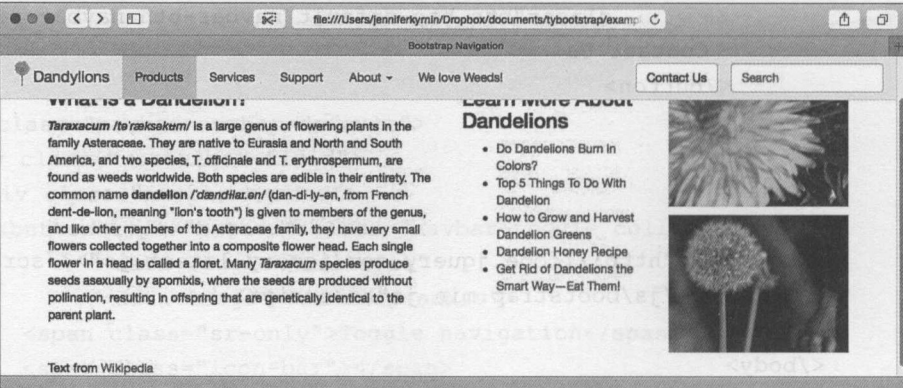 file:///Users/jenniferkyrnin/Dropbox/documents/tybootstrap/examp
Bootstrap Navigation
Dandylions
Products
Services
Support
About
We love Weeds!
Contact Us
Search
What is a Dandelion?
Taraxacum /təˈræksəkʉm/ is a large genus of flowering plants in the
family Asteraceae. They are native to Eurasia and North and South
America, and two species, T. officinale and T. erythrospermum, are
found as weeds worldwide. Both species are edible in their entirety. The
common name dandelion /ˈdændɨlaɪ.ən/ (dan-di-ly-en, from French
dent-de-lion, meaning "lion's tooth") is given to members of the genus,
and like other members of the Asteraceae family, they have very small
flowers collected together into a composite flower head. Each single
flower in a head is called a floret. Many Taraxacum species produce
seeds asexually by apomixis, where the seeds are produced without
pollination, resulting in offspring that are genetically identical to the
parent plant.
Text from Wikipedia
Learn More About
Dandelions
Do Dandelions Burn in
Colors?
Top 5 Things To Do With
Dandelion
How to Grow and Harvest
Dandelion Greens
Dandelion Honey Recipe
Get Rid of Dandelions the
Smart Way—Eat Them!